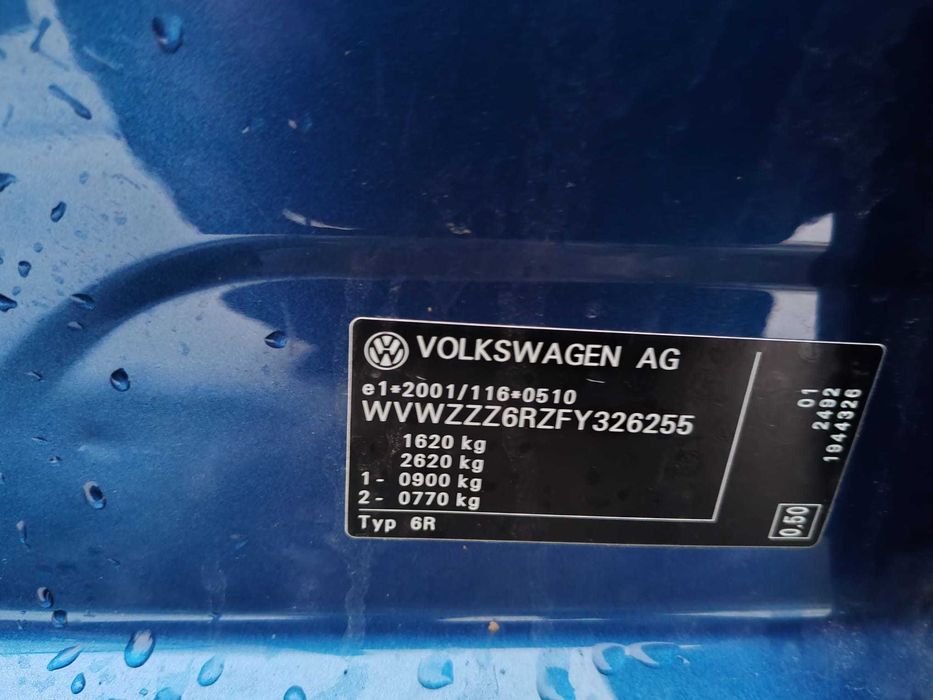 VOLKSWAGEN AG
e1*2001/116*0510
WVWZZZ6RZFY326255
1620 kg
2620 kg
1- 0900 kg
2- 0770 kg
Typ 6R
01
2492
1944326
0.50